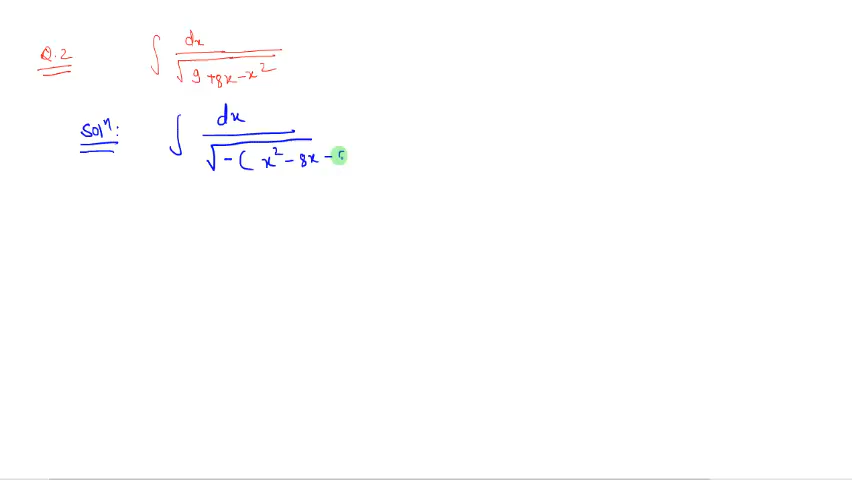 Q.2 ∫ dx / √(9+8x-x²)
Solⁿ: ∫ dx / √-( x² - 8x -